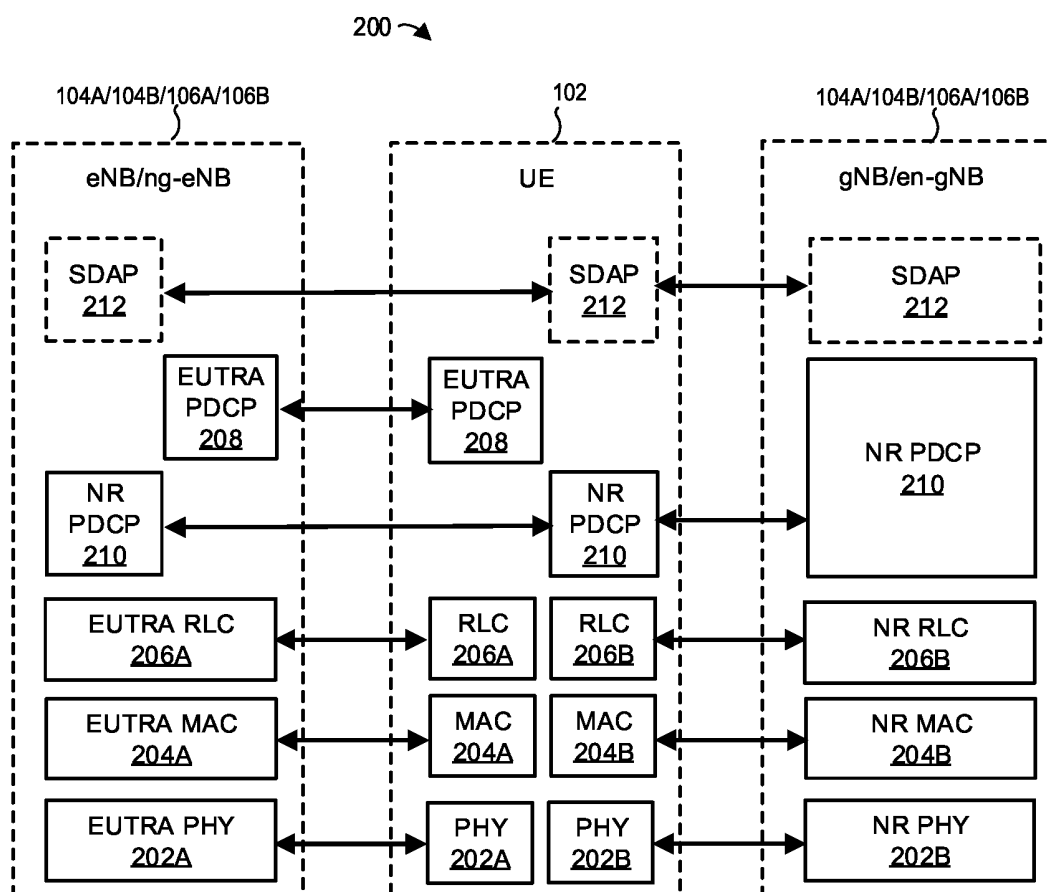 200
104A/104B/106A/106B
102
104A/104B/106A/106B
eNB/ng-eNB
UE
gNB/en-gNB
SDAP
212
SDAP
212
SDAP
212
EUTRA
PDCP
208
EUTRA
PDCP
208
NR PDCP
210
NR
PDCP
210
NR
PDCP
210
EUTRA RLC
206A
RLC
206A
RLC
206B
NR RLC
206B
EUTRA MAC
204A
MAC
204A
MAC
204B
NR MAC
204B
EUTRA PHY
202A
PHY
202A
PHY
202B
NR PHY
202B